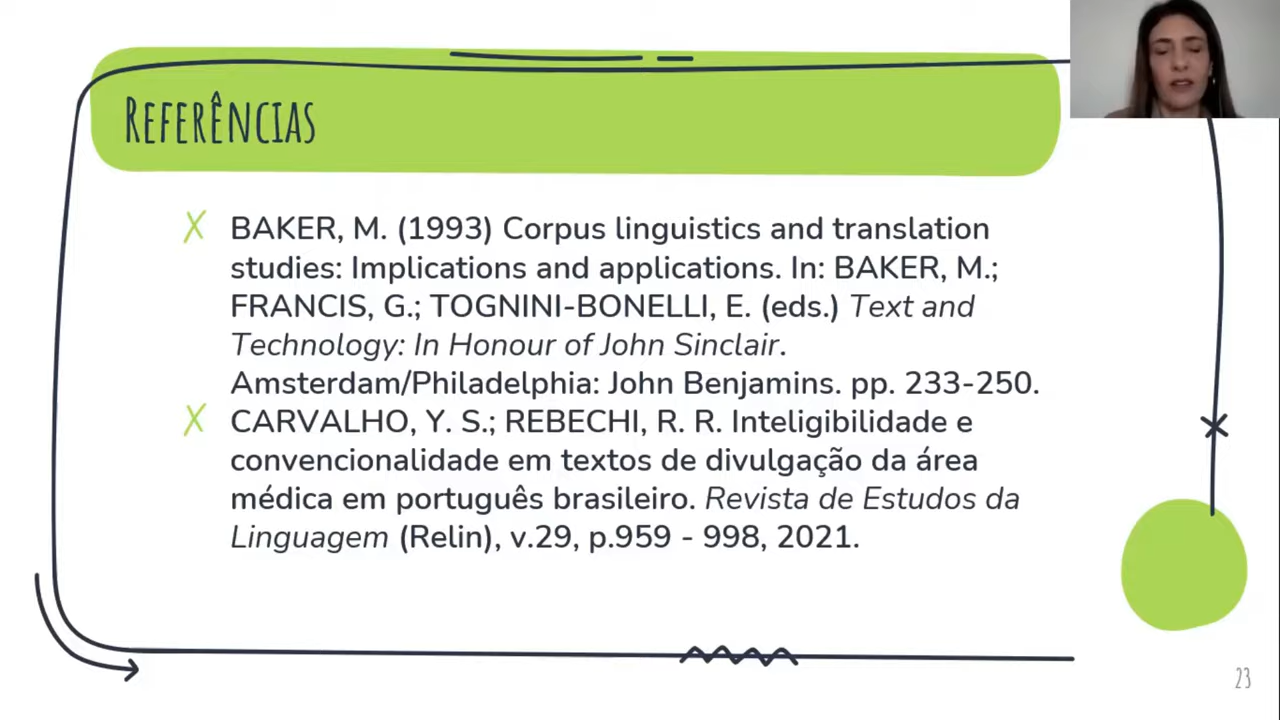 REFERÊNCIAS
BAKER, M. (1993) Corpus linguistics and translation
studies: Implications and applications. In: BAKER, M.;
FRANCIS, G.; TOGNINI-BONELLI, E. (eds.) Text and
Technology: In Honour of John Sinclair.
Amsterdam/Philadelphia: John Benjamins. pp. 233-250.
CARVALHO, Y. S.; REBECHI, R. R. Inteligibilidade e
convencionalidade em textos de divulgação da área
médica em português brasileiro. Revista de Estudos da
Linguagem (Relin), v.29, p.959 - 998, 2021.
23